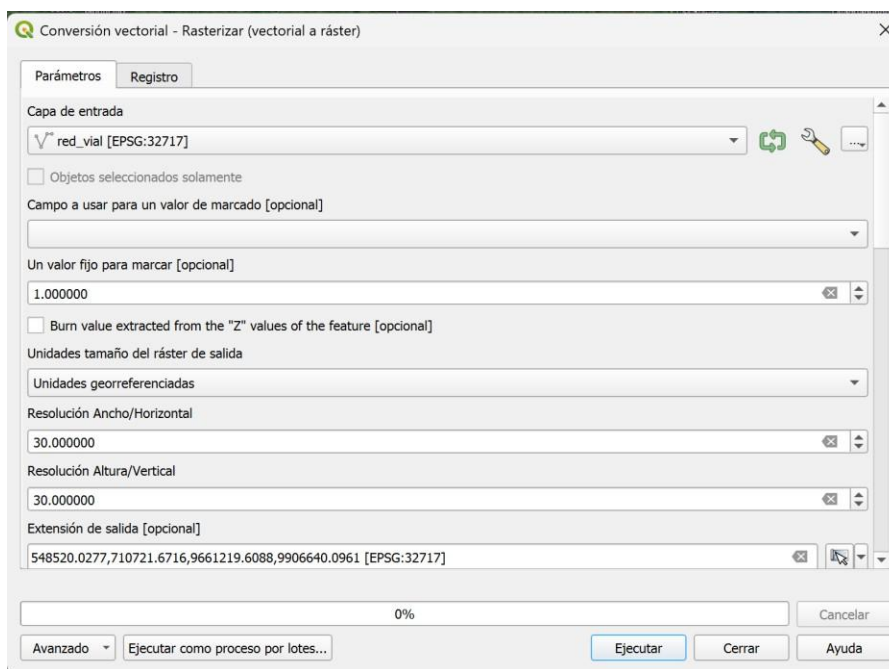 Conversión vectorial - Rasterizar (vectorial a ráster)
Parámetros Registro
Capa de entrada
red_vial [EPSG:32717]
...
Objetos seleccionados solamente
Campo a usar para un valor de marcado [opcional]
Un valor fijo para marcar [opcional]
1.000000
Burn value extracted from the "Z" values of the feature [opcional]
Unidades tamaño del ráster de salida
Unidades georreferenciadas
Resolución Ancho/Horizontal
30.000000
Resolución Altura/Vertical
30.000000
Extensión de salida [opcional]
548520.0277,710721.6716,9661219.6088,9906640.0961 [EPSG:32717]
0% Cancelar
Avanzado Ejecutar como proceso por lotes... Ejecutar Cerrar Ayuda